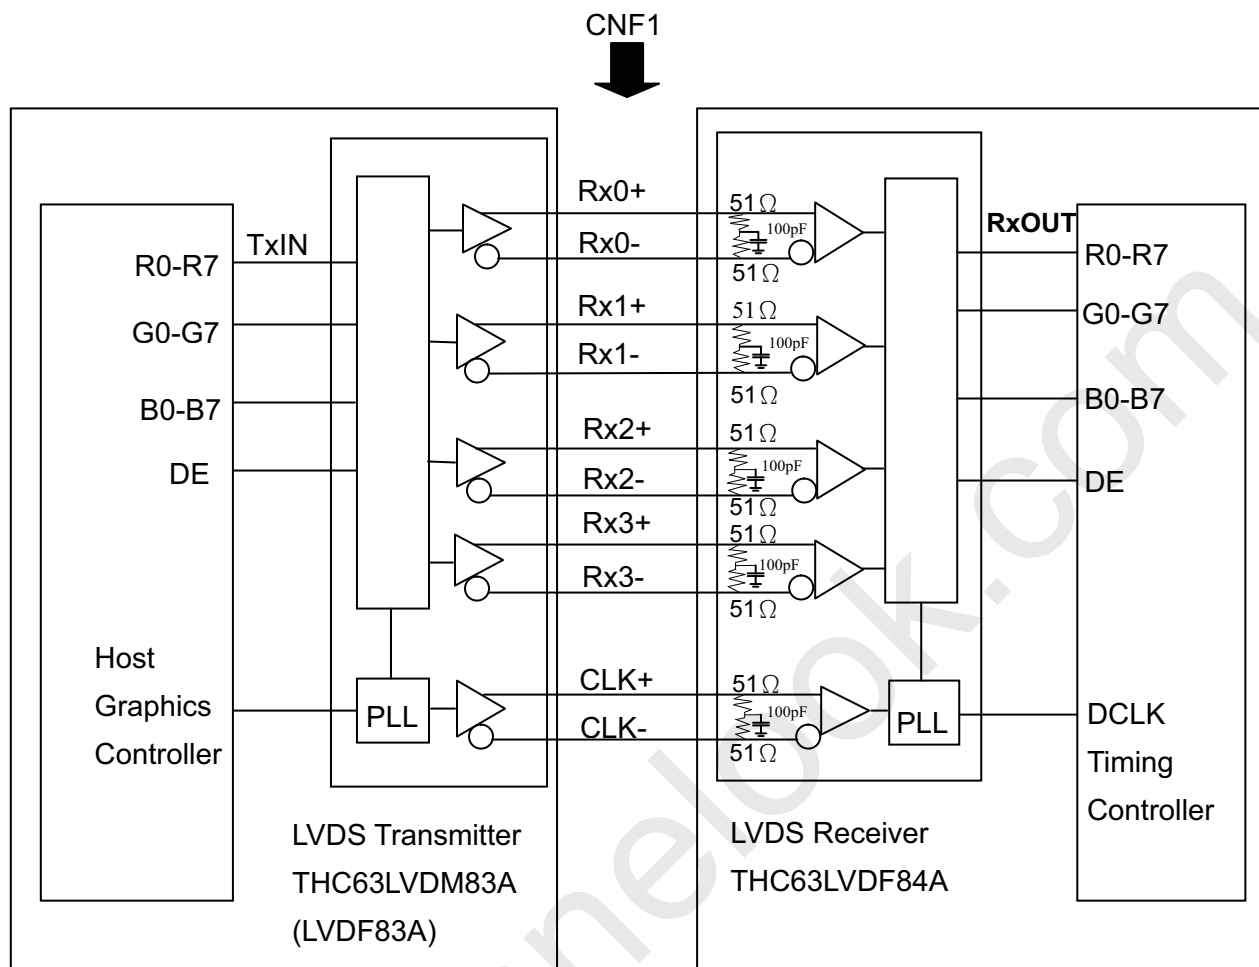 CNF1
Host
Graphics
Controller
R0-R7
G0-G7
B0-B7
DE
TxIN
PLL
LVDS Transmitter
THC63LVDM83A
(LVDF83A)
Rx0+
Rx0-
Rx1+
Rx1-
Rx2+
Rx2-
Rx3+
Rx3-
CLK+
CLK-
51Ω
100pF
51Ω
51Ω
100pF
51Ω
51Ω
100pF
51Ω
51Ω
100pF
51Ω
51Ω
100pF
51Ω
PLL
LVDS Receiver
THC63LVDF84A
RxOUT
R0-R7
G0-G7
B0-B7
DE
DCLK
Timing
Controller
nelook.com